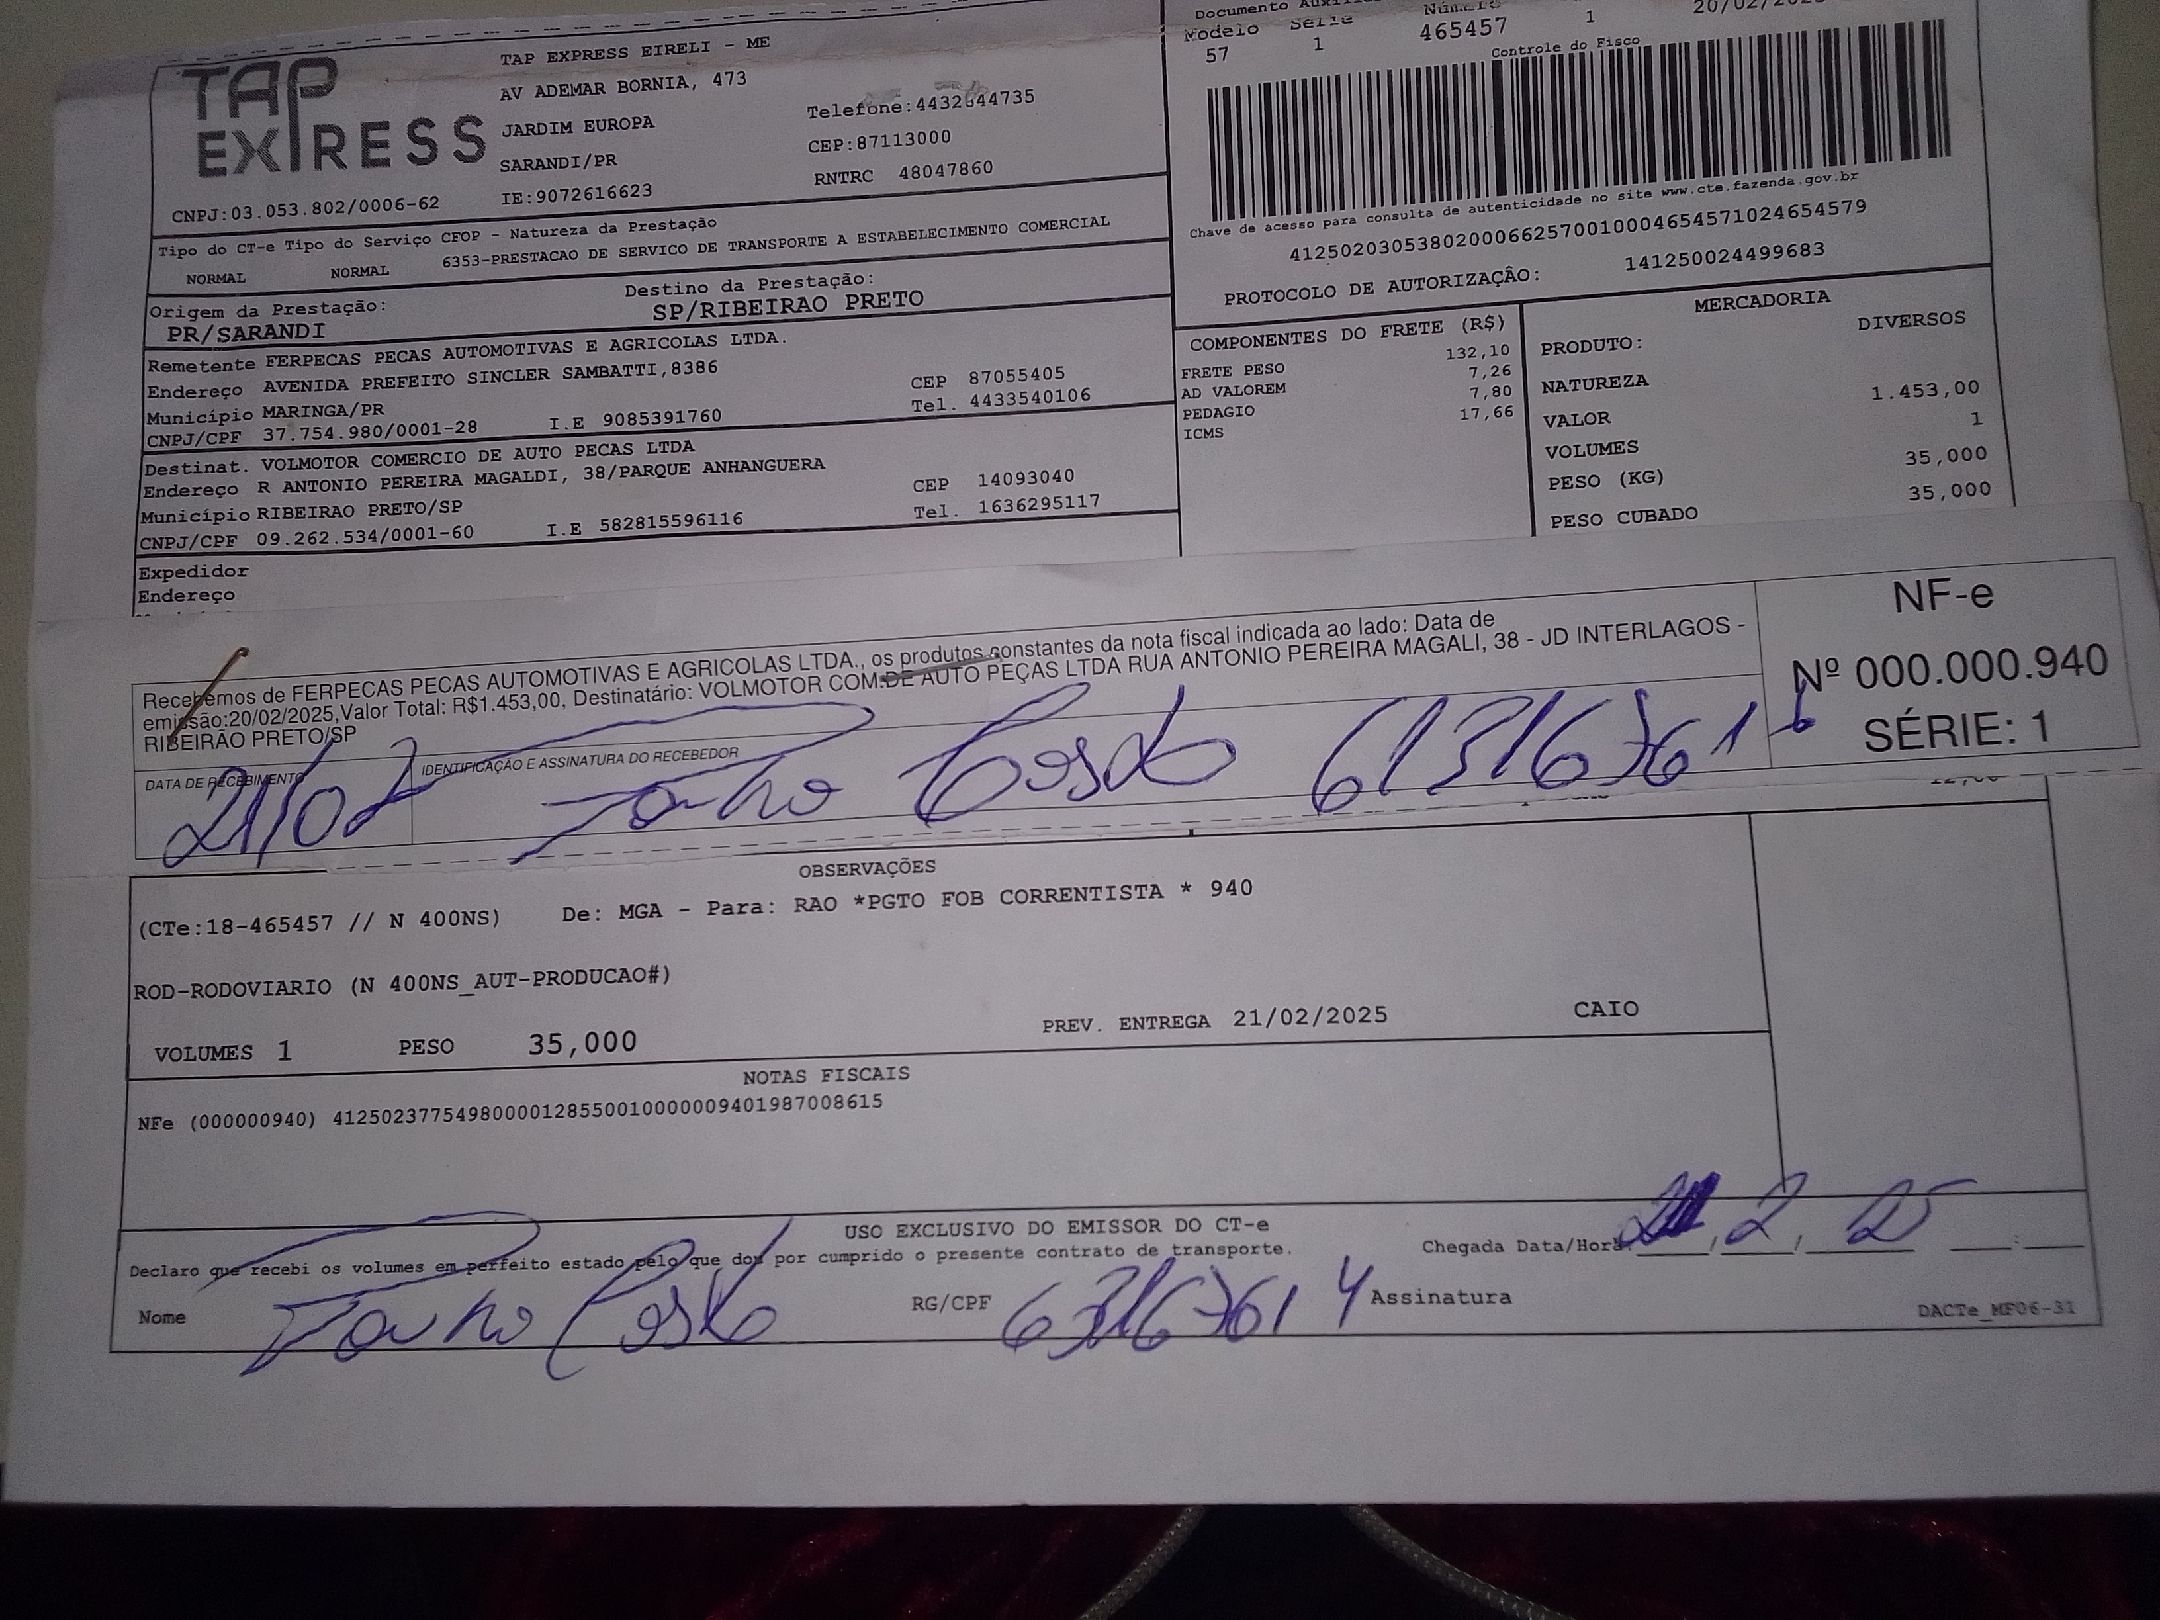 Modelo Serie Número
57 1 465457 1
TAP EXPRESS
TAP EXPRESS EIRELI - ME
AV ADEMAR BORNIA, 473
JARDIM EUROPA
SARANDI/PR
IE:9072616623
CEP:87113000
RNTRC 48047860
CNPJ:03.053.802/0006-62
Controle do Fisco
Chave de acesso para consulta de autenticidade no site www.cte.fazenda.gov.br
41250203053802000662570010004654571024654579
PROTOCOLO DE AUTORIZAÇÃO: 141250024499683
Tipo do CT-e Tipo do Serviço CFOP - Natureza da Prestação
NORMAL NORMAL 6353-PRESTACAO DE SERVICO DE TRANSPORTE A ESTABELECIMENTO COMERCIAL
Origem da Prestação: Destino da Prestação:
PR/SARANDI SP/RIBEIRAO PRETO
Remetente FERPECAS PECAS AUTOMOTIVAS E AGRICOLAS LTDA.
Endereço AVENIDA PREFEITO SINCLER SAMBATTI,8386 CEP 87055405
Município MARINGA/PR Tel. 4433540106
CNPJ/CPF 37.754.980/0001-28 I.E 9085391760
Destinat. VOLMOTOR COMERCIO DE AUTO PECAS LTDA
Endereço R ANTONIO PEREIRA MAGALDI, 38/PARQUE ANHANGUERA CEP 14093040
Município RIBEIRAO PRETO/SP Tel. 1636295117
CNPJ/CPF 09.262.534/0001-60 I.E 582815596116
Expedidor
Endereço
COMPONENTES DO FRETE (R$)
FRETE PESO 132,10
AD VALOREM 7,26
PEDAGIO 7,80
ICMS 17,66
MERCADORIA
PRODUTO: DIVERSOS
NATUREZA
VALOR 1.453,00
VOLUMES 1
PESO (KG) 35,000
PESO CUBADO 35,000
Recebemos de FERPECAS PECAS AUTOMOTIVAS E AGRICOLAS LTDA., os produtos constantes da nota fiscal indicada ao lado: Data de
emissão:20/02/2025,Valor Total: R$1.453,00, Destinatário: VOLMOTOR COM.DE AUTO PEÇAS LTDA RUA ANTONIO PEREIRA MAGALI, 38 - JD INTERLAGOS -
RIBEIRÃO PRETO/SP
NF-e
Nº 000.000.940
SÉRIE: 1
DATA DE RECEBIMENTO IDENTIFICAÇÃO E ASSINATURA DO RECEBEDOR
21/02
OBSERVAÇÕES
(CTe:18-465457 // N 400NS) De: MGA - Para: RAO *PGTO FOB CORRENTISTA * 940
ROD-RODOVIARIO (N 400NS_AUT-PRODUCAO#)
VOLUMES 1 PESO 35,000 PREV. ENTREGA 21/02/2025 CAIO
NOTAS FISCAIS
NFe (000000940) 41250237754980000128550010000009401987008615
USO EXCLUSIVO DO EMISSOR DO CT-e
Declaro que recebi os volumes em perfeito estado pelo que dou por cumprido o presente contrato de transporte. Chegada Data/Hora: 21, 2, 25
Nome RG/CPF Assinatura
DACTe_MF06-31